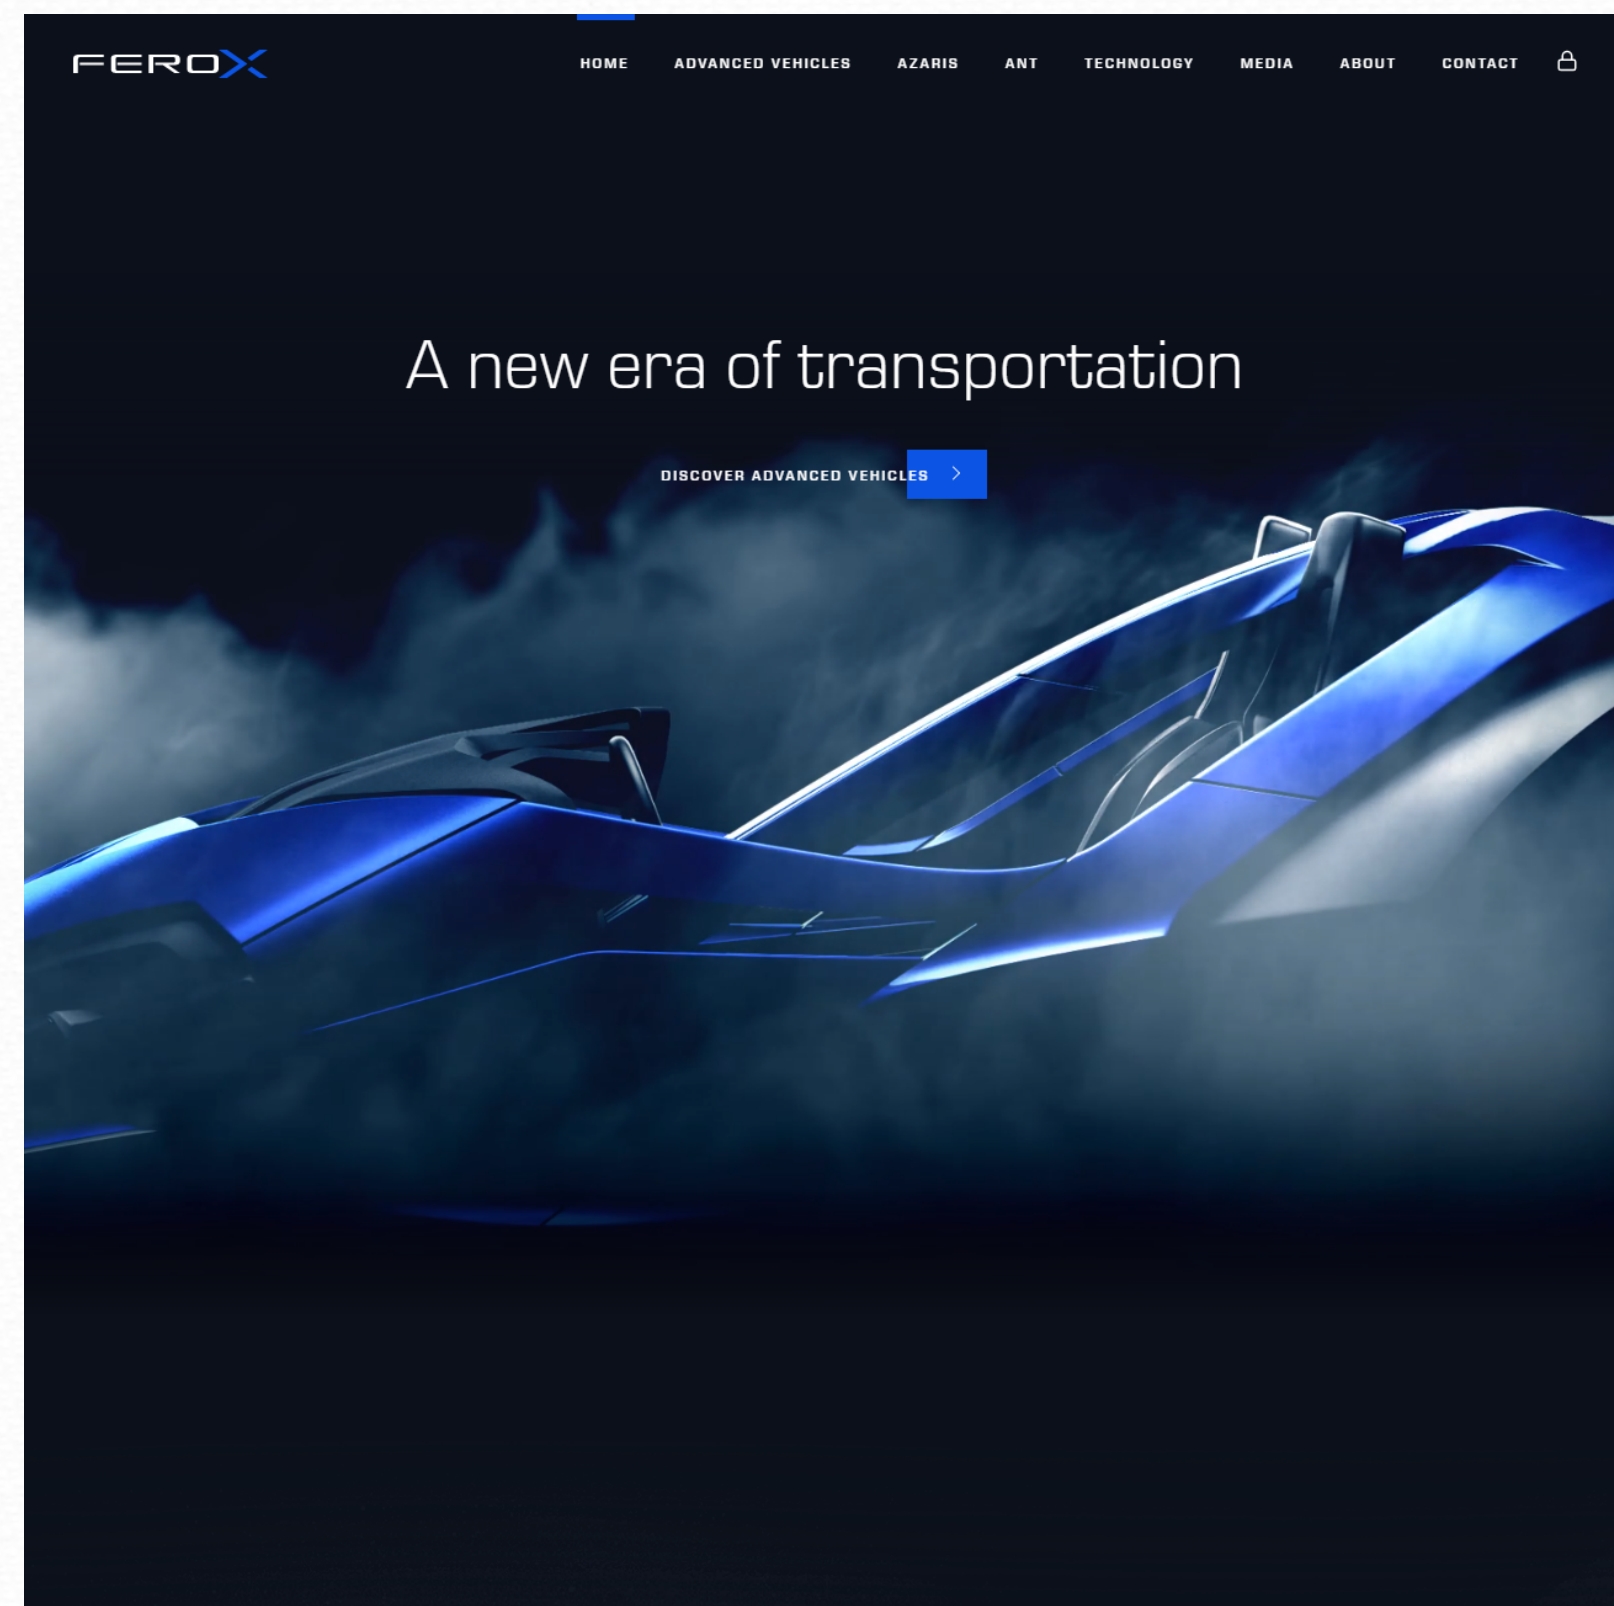 FEROX
HOME ADVANCED VEHICLES AZARIS ANT TECHNOLOGY MEDIA ABOUT CONTACT
A new era of transportation
DISCOVER ADVANCED VEHICLES